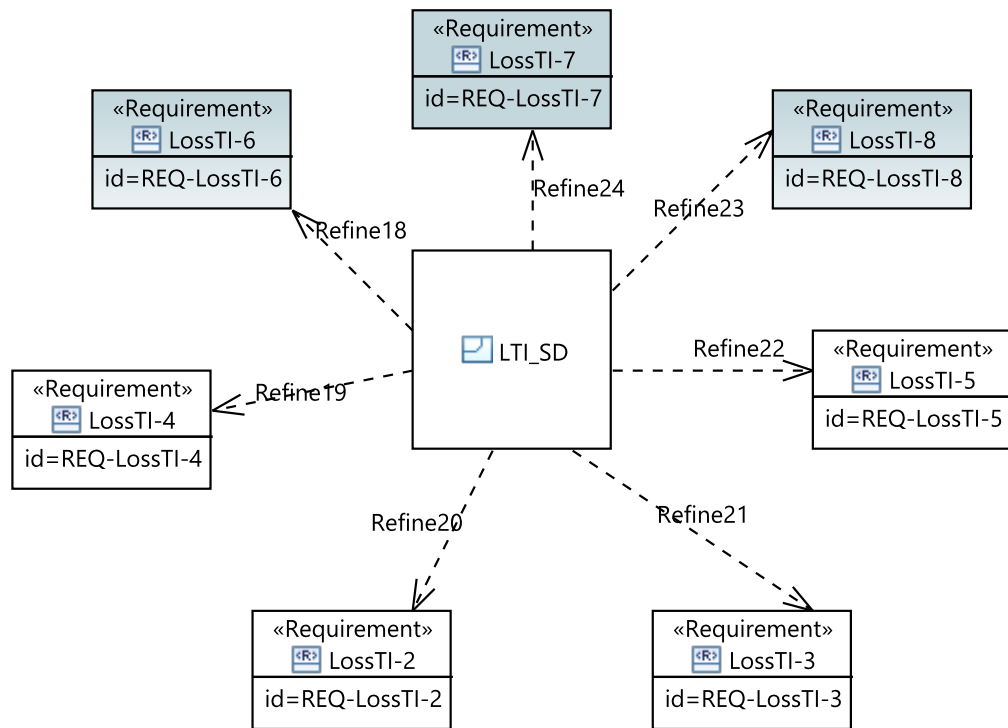 «Requirement»
<R> LossTI-7
id=REQ-LossTI-7
«Requirement»
<R> LossTI-6
id=REQ-LossTI-6
«Requirement»
<R> LossTI-8
id=REQ-LossTI-8
Refine24
Refine23
Refine18
LTI_SD
Refine22
«Requirement»
<R> LossTI-5
id=REQ-LossTI-5
«Requirement»
<R> LossTI-4
id=REQ-LossTI-4
Refine19
Refine20
Refine21
«Requirement»
<R> LossTI-2
id=REQ-LossTI-2
«Requirement»
<R> LossTI-3
id=REQ-LossTI-3